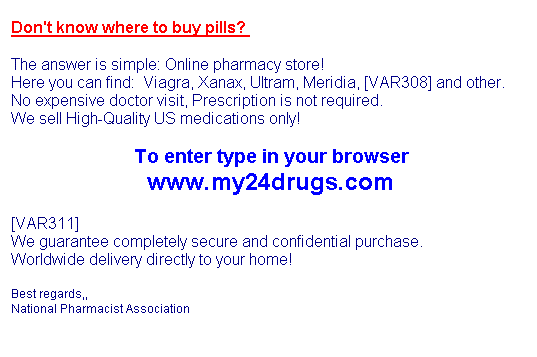 Don't know where to buy pills?
The answer is simple: Online pharmacy store!
Here you can find:  Viagra, Xanax, Ultram, Meridia, [VAR308] and other.
No expensive doctor visit, Prescription is not required.
We sell High-Quality US medications only!
To enter type in your browser
www.my24drugs.com
[VAR311]
We guarantee completely secure and confidential purchase.
Worldwide delivery directly to your home!
Best regards,,
National Pharmacist Association